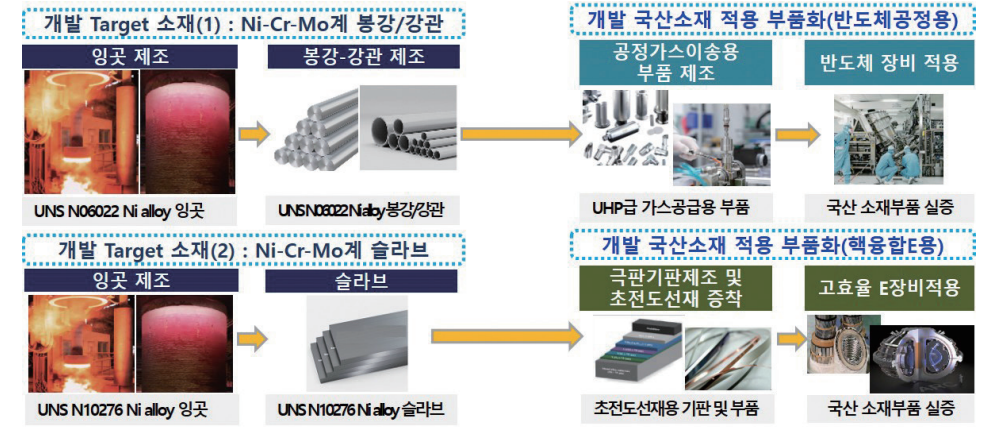 개발 Target 소재(1) : Ni-Cr-Mo계 봉강/강관
개발 국산소재 적용 부품화(반도체공정용)
잉곳 제조
봉강-강관 제조
공정가스이송용
부품 제조
반도체 장비 적용
UNS N06022 Ni alloy 잉곳
UNS N06022 Ni alloy 봉강/강관
UHP급 가스공급용 부품
국산 소재부품 실증
개발 Target 소재(2) : Ni-Cr-Mo계 슬라브
개발 국산소재 적용 부품화(핵융합E용)
잉곳 제조
슬라브
극판기판제조 및
초전도선재 증착
고효율 E장비적용
UNS N10276 Ni alloy 잉곳
UNS N10276 Ni alloy 슬라브
초전도선재용 기판 및 부품
국산 소재부품 실증